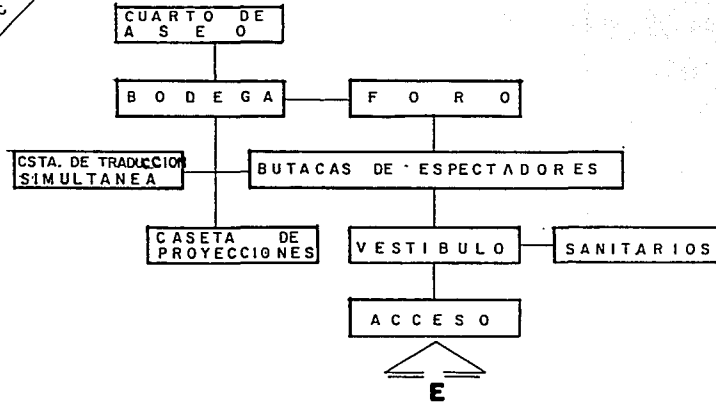 CUARTO DE
ASEO
BODEGA
FORO
CSTA. DE TRADUCCION
SIMULTANEA
BUTACAS DE ESPECTADORES
CASETA DE
PROYECCIONES
VESTIBULO
SANITARIOS
ACCESO
E